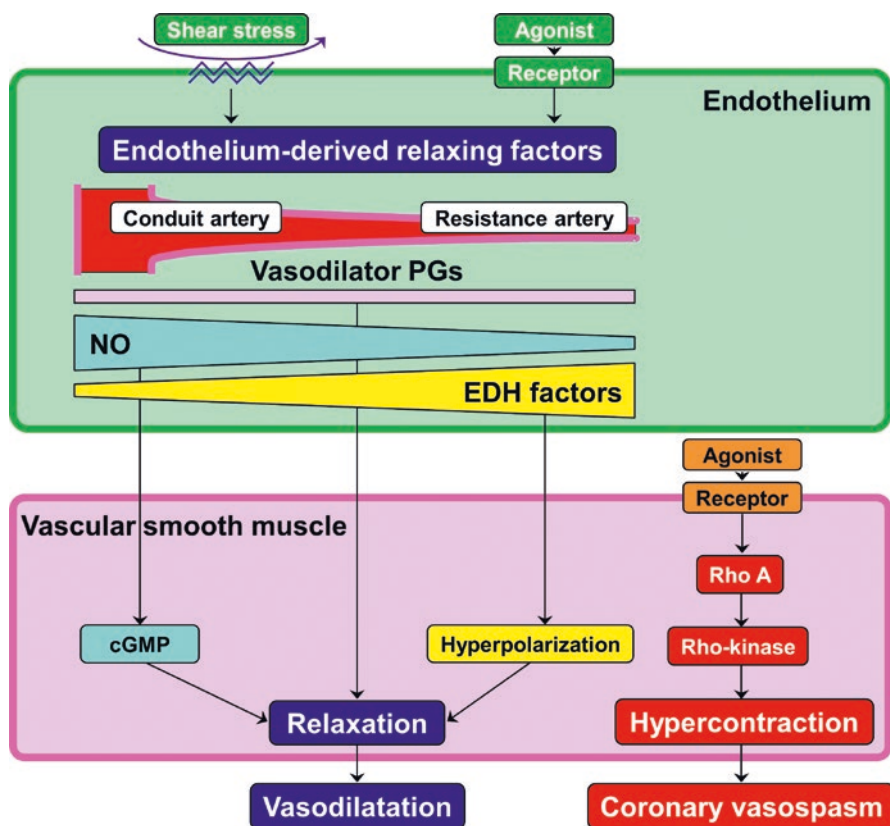 Shear stress
Agonist
Receptor
Endothelium
Endothelium-derived relaxing factors
Conduit artery
Resistance artery
Vasodilator PGs
NO
EDH factors
Agonist
Receptor
Vascular smooth muscle
Rho A
cGMP
Hyperpolarization
Rho-kinase
Relaxation
Hypercontraction
Vasodilatation
Coronary vasospasm